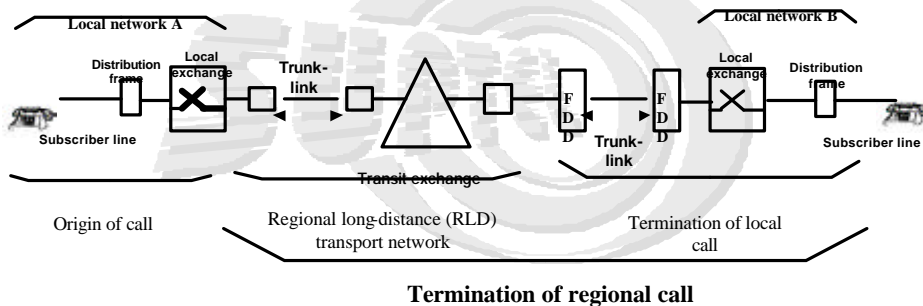 Local network A
Local network B
Distribution
frame
Local
exchange
Trunk-
link
F
D
D
F
D
D
Trunk-
link
Local
exchange
Distribution
frame
Subscriber line
Subscriber line
Transit exchange
Origin of call
Regional long-distance (RLD)
transport network
Termination of local
call
Termination of regional call